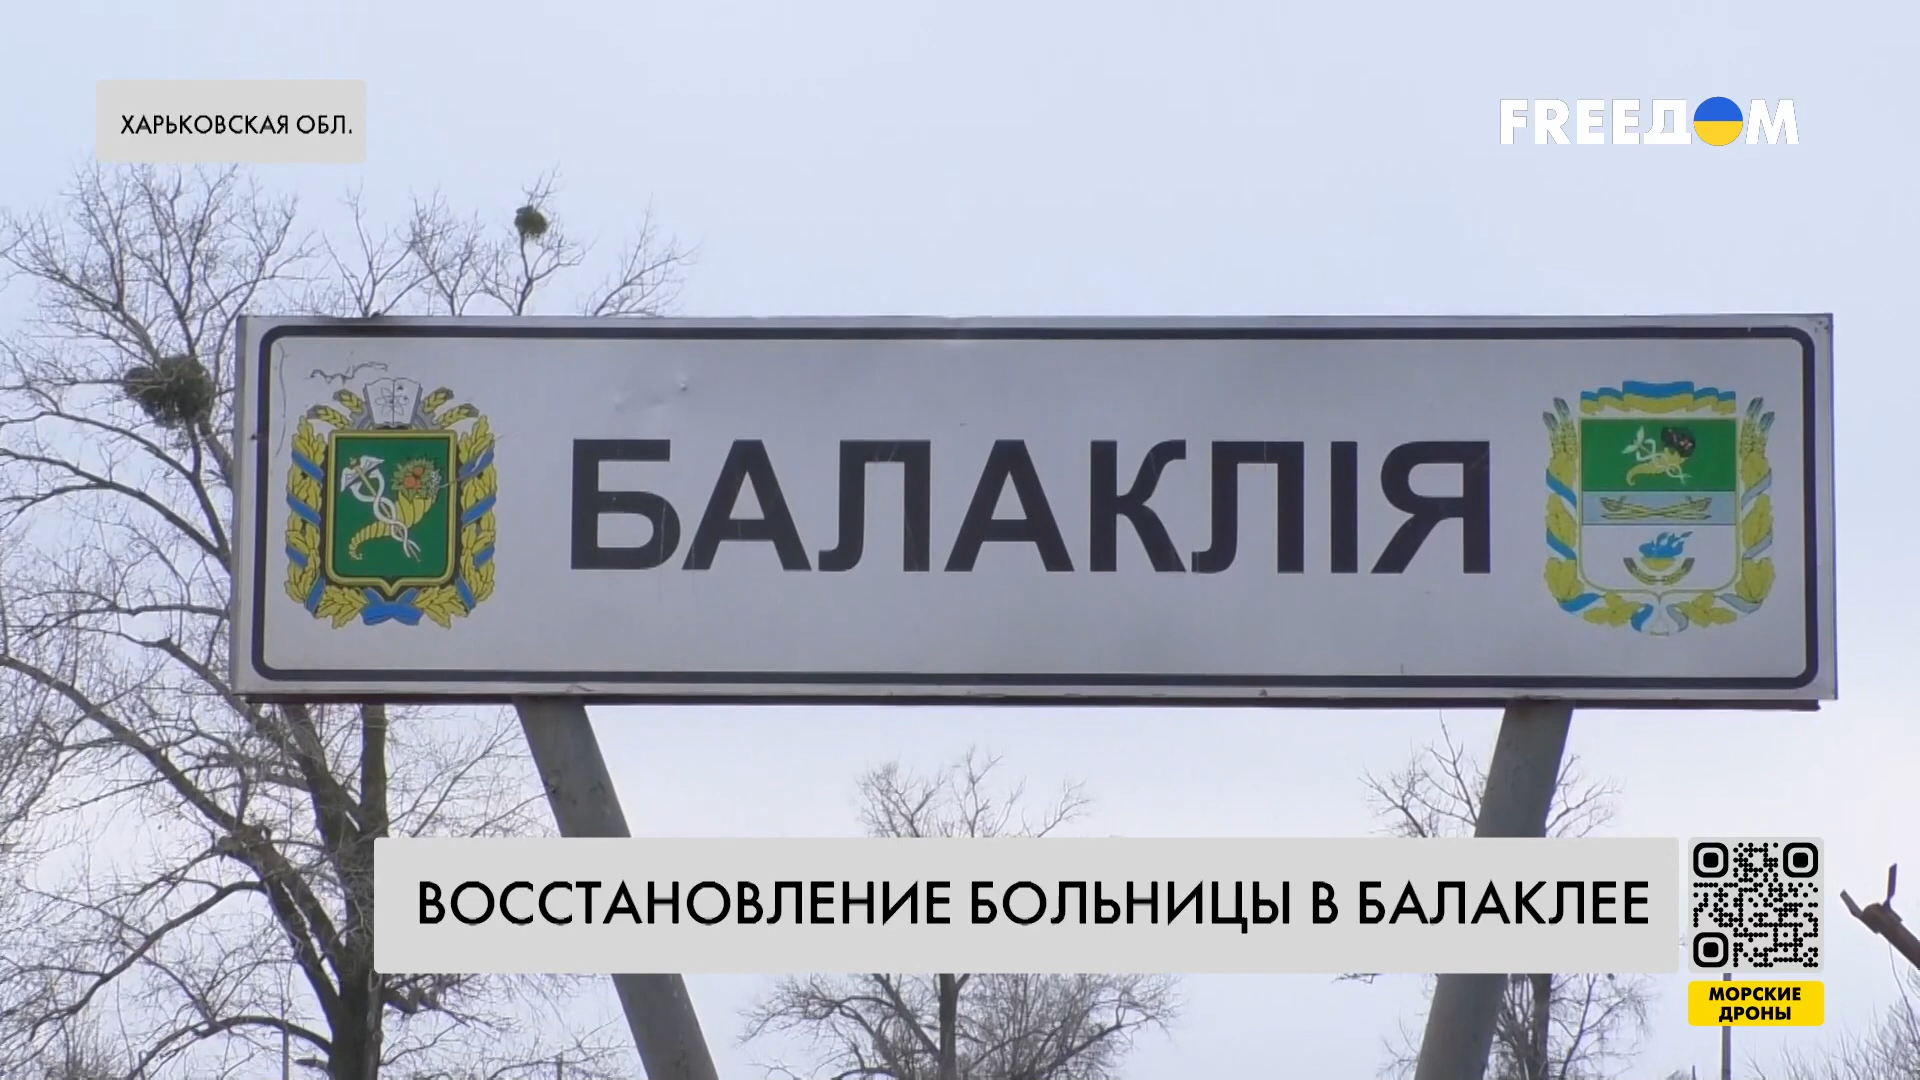 ХАРЬКОВСКАЯ ОБЛ.
FREEДOM
БАЛАКЛІЯ
ВОССТАНОВЛЕНИЕ БОЛЬНИЦЫ В БАЛАКЛЕЕ
МОРСКИЕ
ДРОНЫ